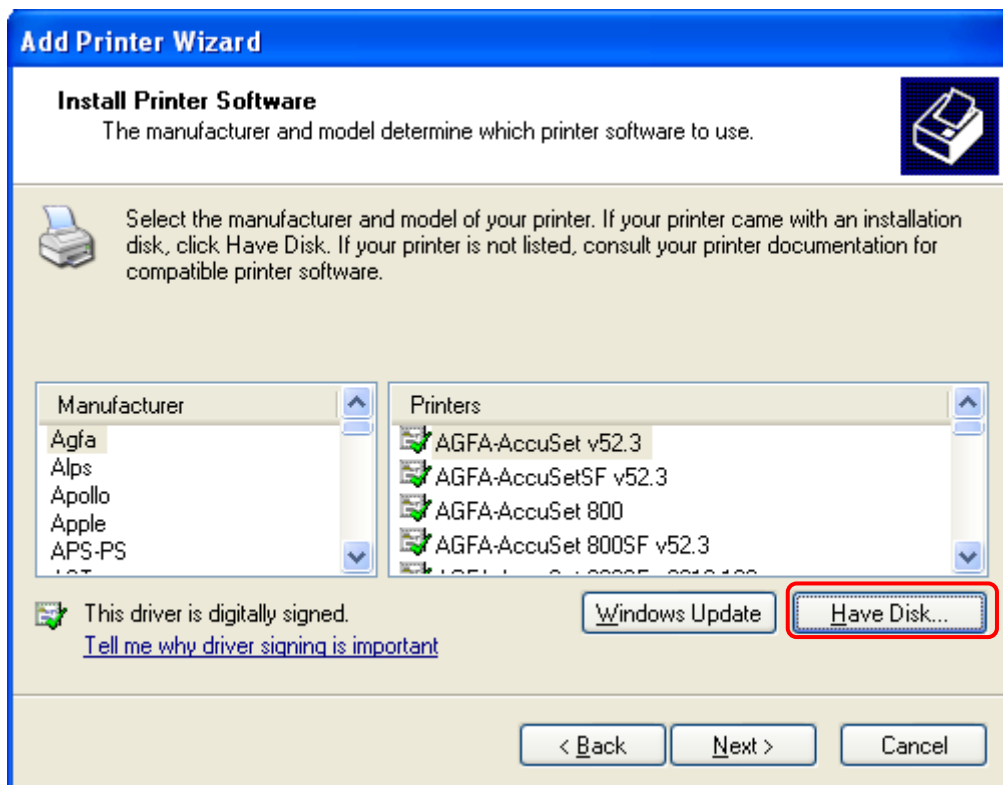 Add Printer Wizard
Install Printer Software
The manufacturer and model determine which printer software to use.
Select the manufacturer and model of your printer. If your printer came with an installation
disk, click Have Disk. If your printer is not listed, consult your printer documentation for
compatible printer software.
Manufacturer
Agfa
Alps
Apollo
Apple
APS-PS
Printers
AGFA-AccuSet v52.3
AGFA-AccuSetSF v52.3
AGFA-AccuSet 800
AGFA-AccuSet 800SF v52.3
This driver is digitally signed.
Tell me why driver signing is important
Windows Update
Have Disk...
< Back
Next >
Cancel